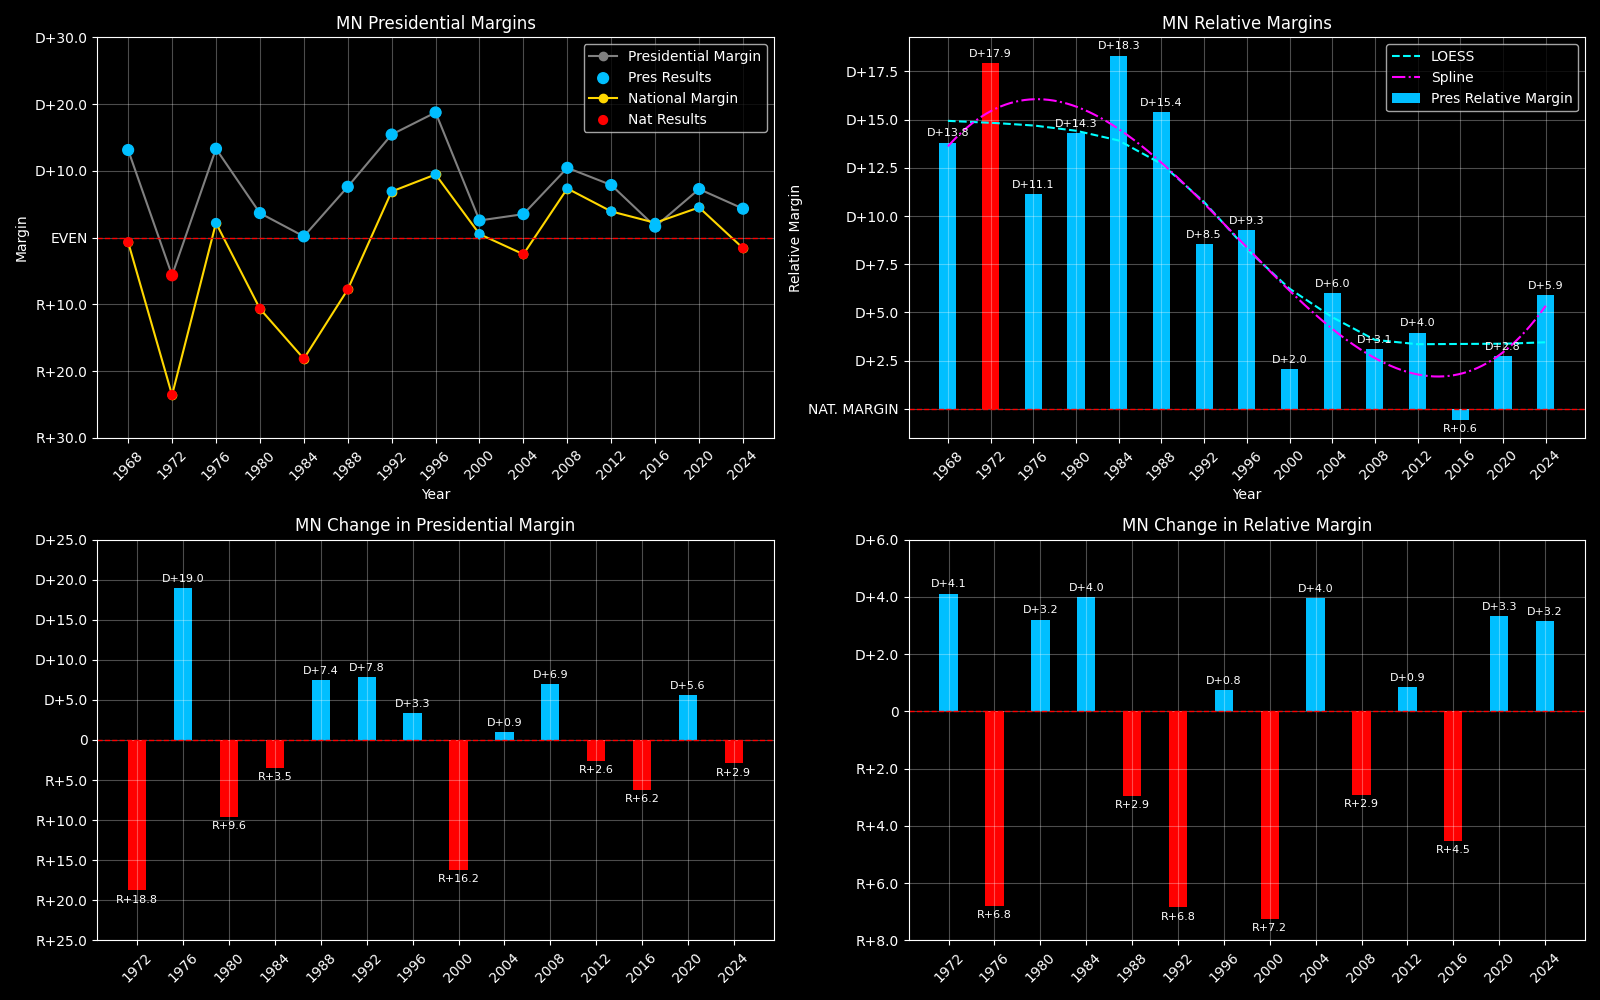 MN Presidential Margins
D+30.0
D+20.0
D+10.0
EVEN
R+10.0
R+20.0
R+30.0
Margin
Presidential Margin
Pres Results
National Margin
Nat Results
1968
1972
1976
1980
1984
1988
1992
1996
2000
2004
2008
2012
2016
2020
2024
Year
MN Relative Margins
D+17.5
D+15.0
D+12.5
D+10.0
D+7.5
D+5.0
D+2.5
NAT. MARGIN
Relative Margin
LOESS
Spline
Pres Relative Margin
D+13.8
D+17.9
D+11.1
D+14.3
D+18.3
D+15.4
D+8.5
D+9.3
D+2.0
D+6.0
D+3.1
D+4.0
R+0.6
D+2.8
D+5.9
1968
1972
1976
1980
1984
1988
1992
1996
2000
2004
2008
2012
2016
2020
2024
Year
MN Change in Presidential Margin
D+25.0
D+20.0
D+15.0
D+10.0
D+5.0
0
R+5.0
R+10.0
R+15.0
R+20.0
R+25.0
R+18.8
D+19.0
R+9.6
R+3.5
D+7.4
D+7.8
D+3.3
R+16.2
D+0.9
D+6.9
R+2.6
R+6.2
D+5.6
R+2.9
1972
1976
1980
1984
1988
1992
1996
2000
2004
2008
2012
2016
2020
2024
MN Change in Relative Margin
D+6.0
D+4.0
D+2.0
0
R+2.0
R+4.0
R+6.0
R+8.0
D+4.1
R+6.8
D+3.2
D+4.0
R+2.9
R+6.8
D+0.8
R+7.2
D+4.0
R+2.9
D+0.9
R+4.5
D+3.3
D+3.2
1972
1976
1980
1984
1988
1992
1996
2000
2004
2008
2012
2016
2020
2024